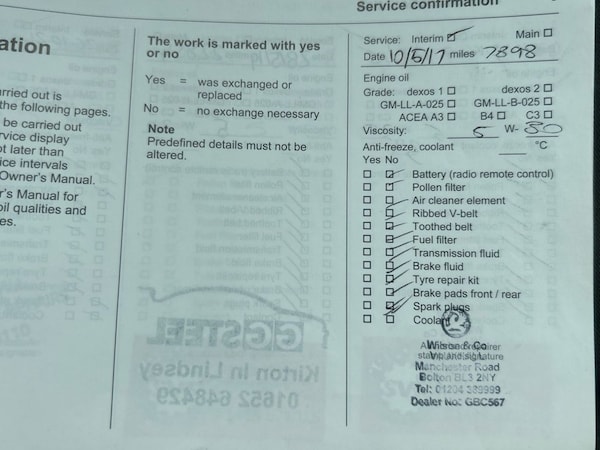 ation
rried out is
the following pages.
be carried out
rvice display
ot later than
ice intervals
Owner's Manual.
r's Manual for
oil qualities and
es.
The work is marked with yes
or no
Yes = was exchanged or
replaced
No = no exchange necessary
Note
Predefined details must not be
altered.
GGSTEEL
Kirton in Lindsey
01652 648429
Service confirmation
Service: Interim Main
Date 10/5/17 miles 7898
Engine oil
Grade: dexos 1 dexos 2
GM-LL-A-025 GM-LL-B-025
ACEA A3 B4 C3
Viscosity: 5 W- 30
Anti-freeze, coolant °C
Yes No
Battery (radio remote control)
Pollen filter
Air cleaner element
Ribbed V-belt
Toothed belt
Fuel filter
Transmission fluid
Brake fluid
Tyre repair kit
Brake pads front / rear
Spark plugs
Coolant
Wilson & Co
stamp and signature
Manchester Road
Bolton BL3 2NY
Tel: 01204 389999
Dealer No: GBC567